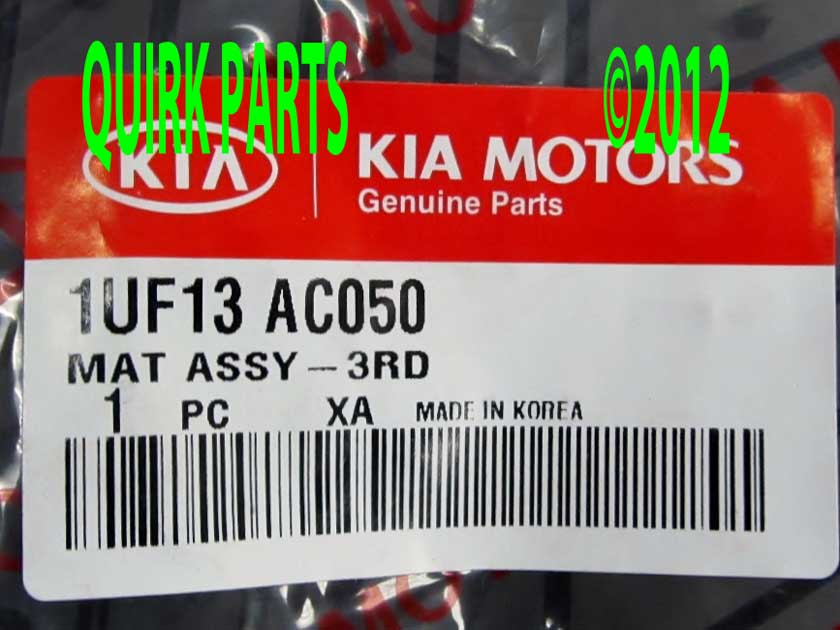 QUIRK PARTS ©2012
KIA KIA MOTORS
Genuine Parts
1UF13 AC050
MAT ASSY-3RD
1 PC XA MADE IN KOREA